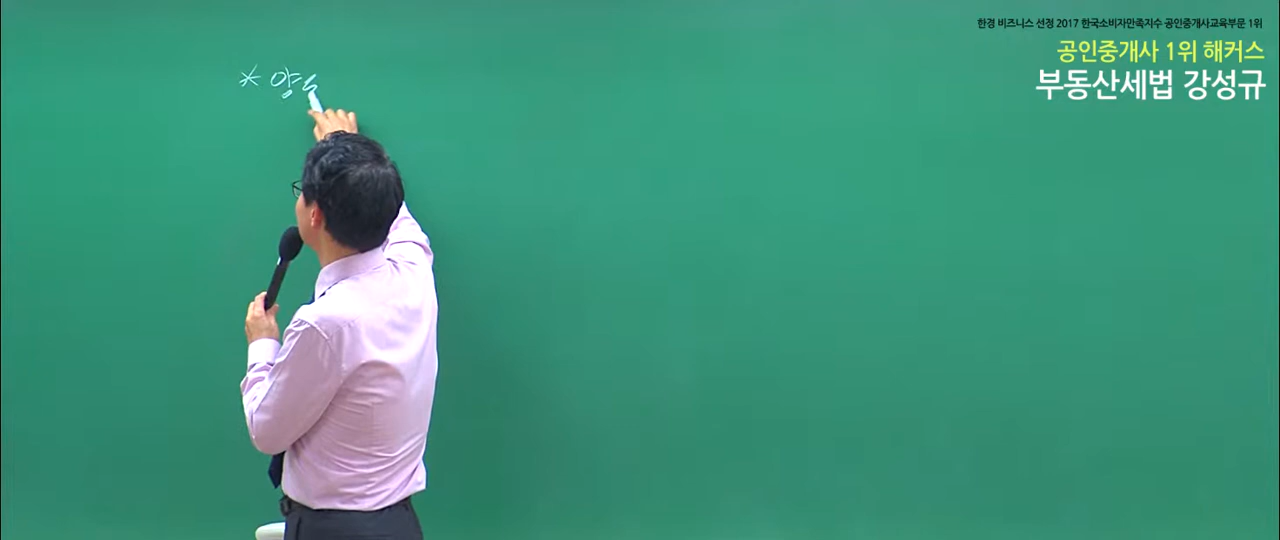 한경 비즈니스 선정 2017 한국소비자만족지수 공인중개사교육부문 1위
공인중개사 1위 해커스
부동산세법 강성규
* 양